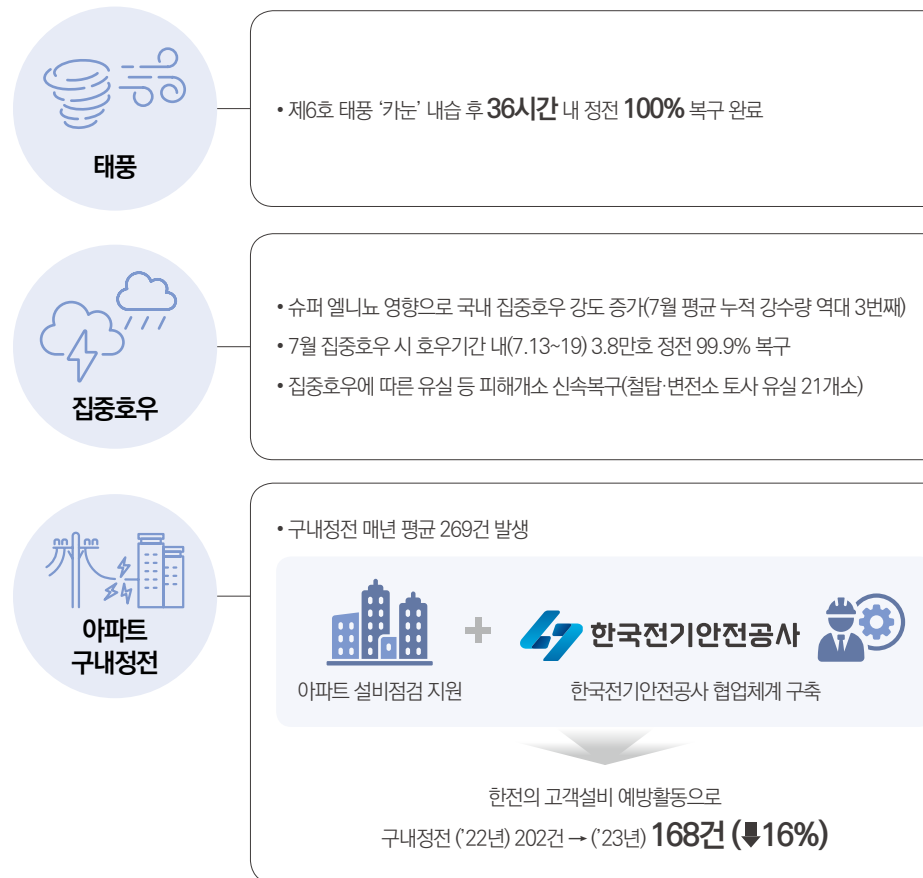 태풍
• 제6호 태풍 ‘카눈’ 내습 후 36시간 내 정전 100% 복구 완료
집중호우
• 슈퍼 엘니뇨 영향으로 국내 집중호우 강도 증가(7월 평균 누적 강수량 역대 3번째)
• 7월 집중호우 시 호우기간 내(7.13~19) 3.8만호 정전 99.9% 복구
• 집중호우에 따른 유실 등 피해개소 신속복구(철탑·변전소 토사 유실 21개소)
아파트
구내정전
• 구내정전 매년 평균 269건 발생
아파트 설비점검 지원
+
한국전기안전공사
한국전기안전공사 협업체계 구축
한전의 고객설비 예방활동으로
구내정전 (’22년) 202건 → (’23년) 168건 (⬇16%)